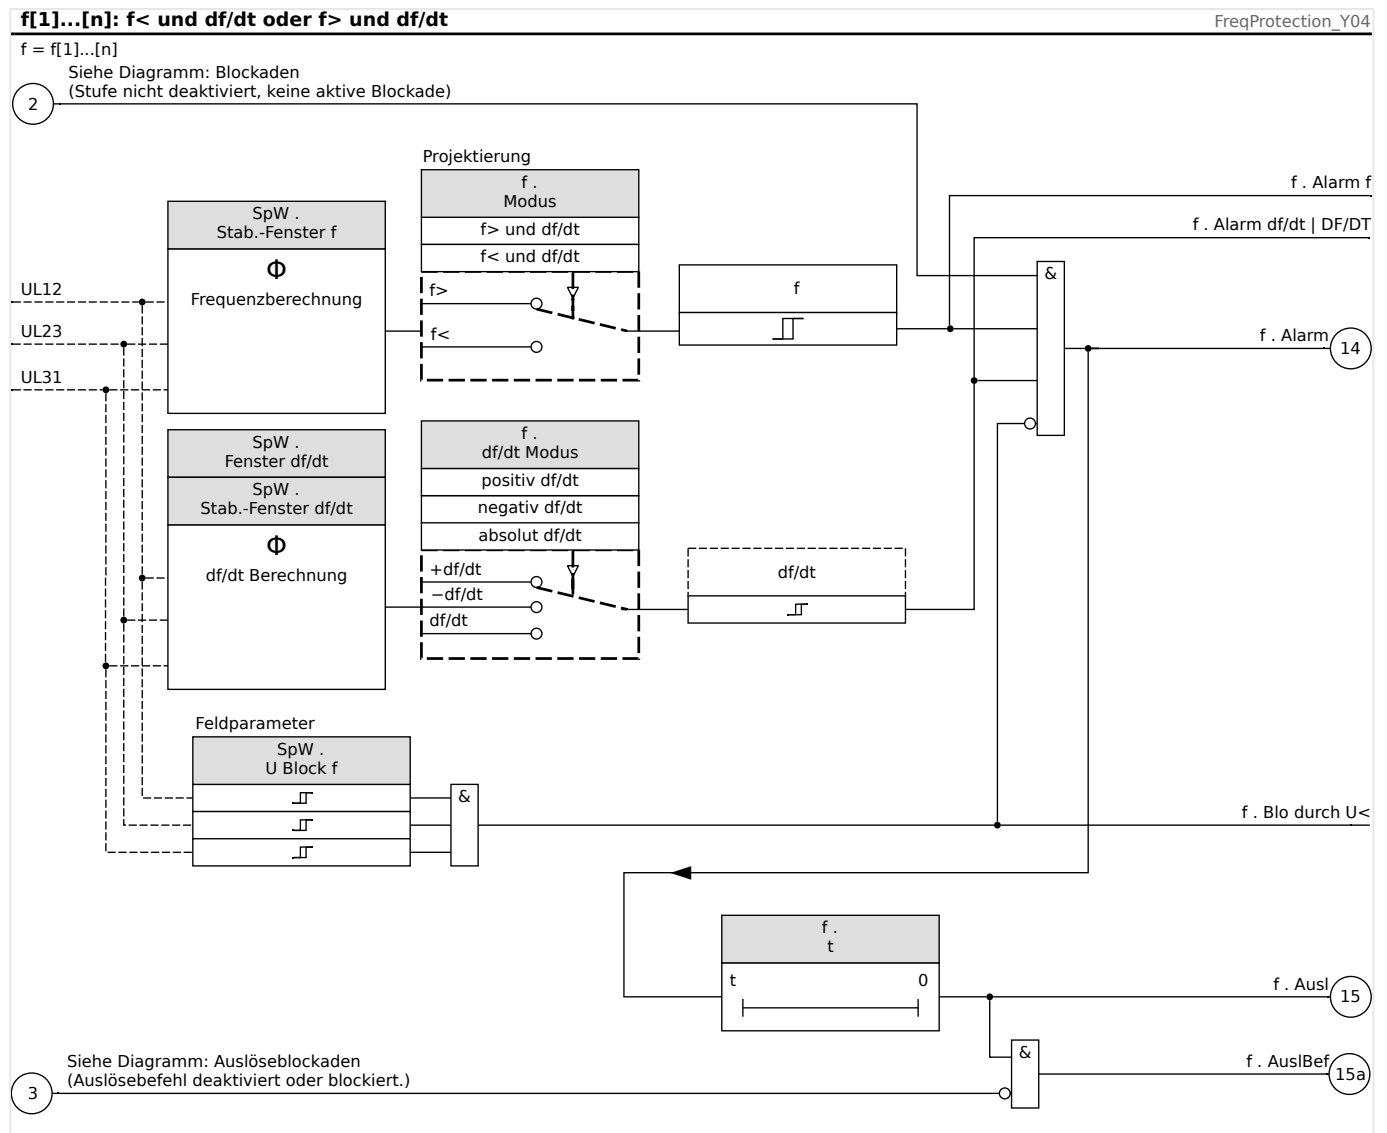 f[1]...[n]: f< und df/dt oder f> und df/dt
FreqProtection_Y04
f = f[1]...[n]
Siehe Diagramm: Blockaden
(Stufe nicht deaktiviert, keine aktive Blockade)
2
Projektierung
f .
Modus
f> und df/dt
f< und df/dt
f>
f<
SpW .
Stab.-Fenster f
Φ
Frequenzberechnung
UL12
UL23
UL31
f
f . Alarm f
f . Alarm df/dt | DF/DT
&
f . Alarm
14
SpW .
Fenster df/dt
SpW .
Stab.-Fenster df/dt
Φ
df/dt Berechnung
f .
df/dt Modus
positiv df/dt
negativ df/dt
absolut df/dt
+df/dt
−df/dt
df/dt
df/dt
Feldparameter
SpW .
U Block f
&
f . Blo durch U<
f .
t
t
0
f . Ausl
15
&
f . AuslBef
15a
Siehe Diagramm: Auslöseblockaden
(Auslösebefehl deaktiviert oder blockiert.)
3